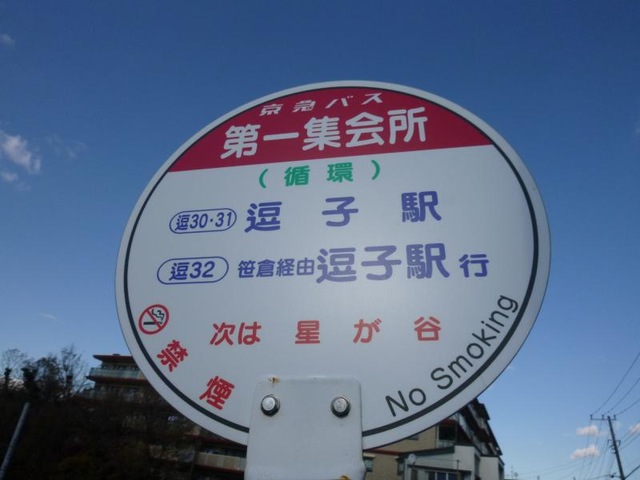 京急バス
第一集会所
（循環）
逗30・31 逗子駅
逗32 笹倉経由逗子駅行
次は 星が谷
禁煙
No Smoking